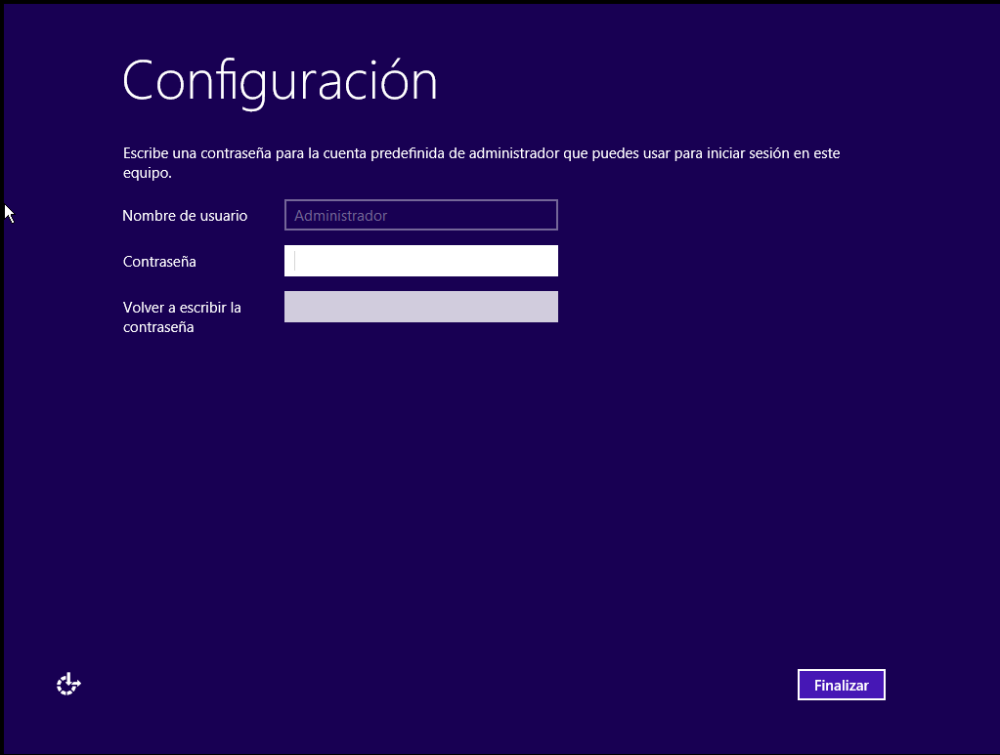 Configuración
Escribe una contraseña para la cuenta predefinida de administrador que puedes usar para iniciar sesión en este
equipo.
Nombre de usuario
Administrador
Contraseña
Volver a escribir la
contraseña
Finalizar